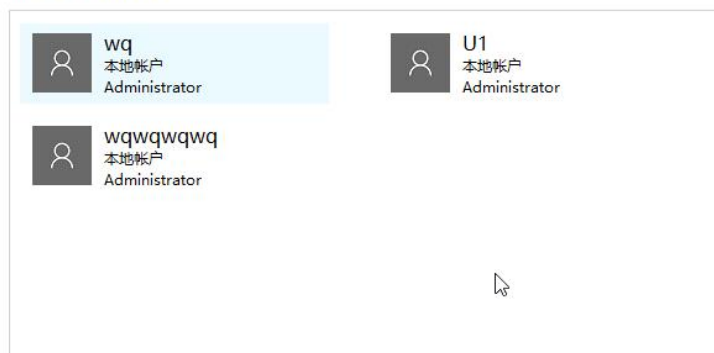 wq
本地帐户
Administrator
U1
本地帐户
Administrator
wqwqwqwq
本地帐户
Administrator